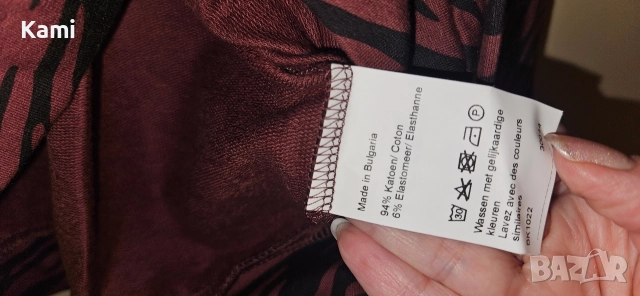 Kami
Made in Bulgaria
94% Katoen/ Coton
6% Elastomeer/ Elasthanne
30
P
Wassen met gelijkaardige
kleuren
Lavez avec des couleurs
similaires
BK1022
BAZAR